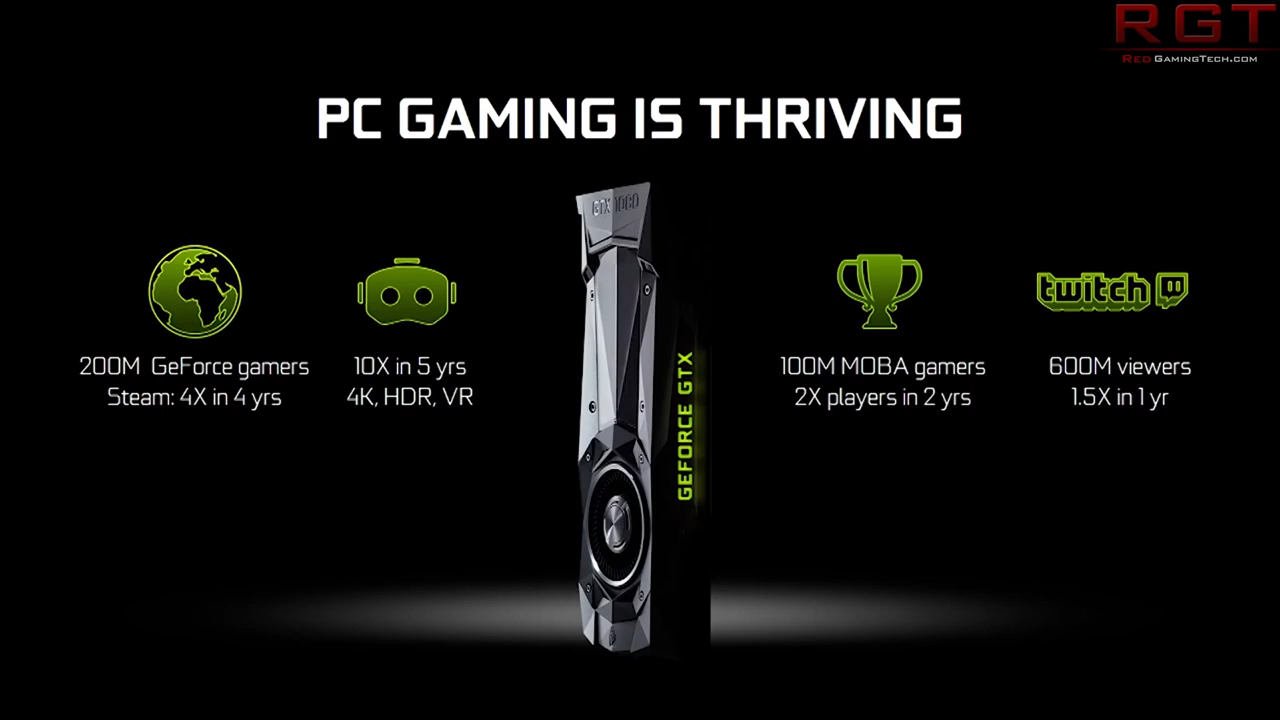 RGT
RedGamingTech.com
PC GAMING IS THRIVING
GTX 1080
200M GeForce gamers
Steam: 4X in 4 yrs
10X in 5 yrs
4K, HDR, VR
GEFORCE GTX
100M MOBA gamers
2X players in 2 yrs
twitch
600M viewers
1.5X in 1 yr